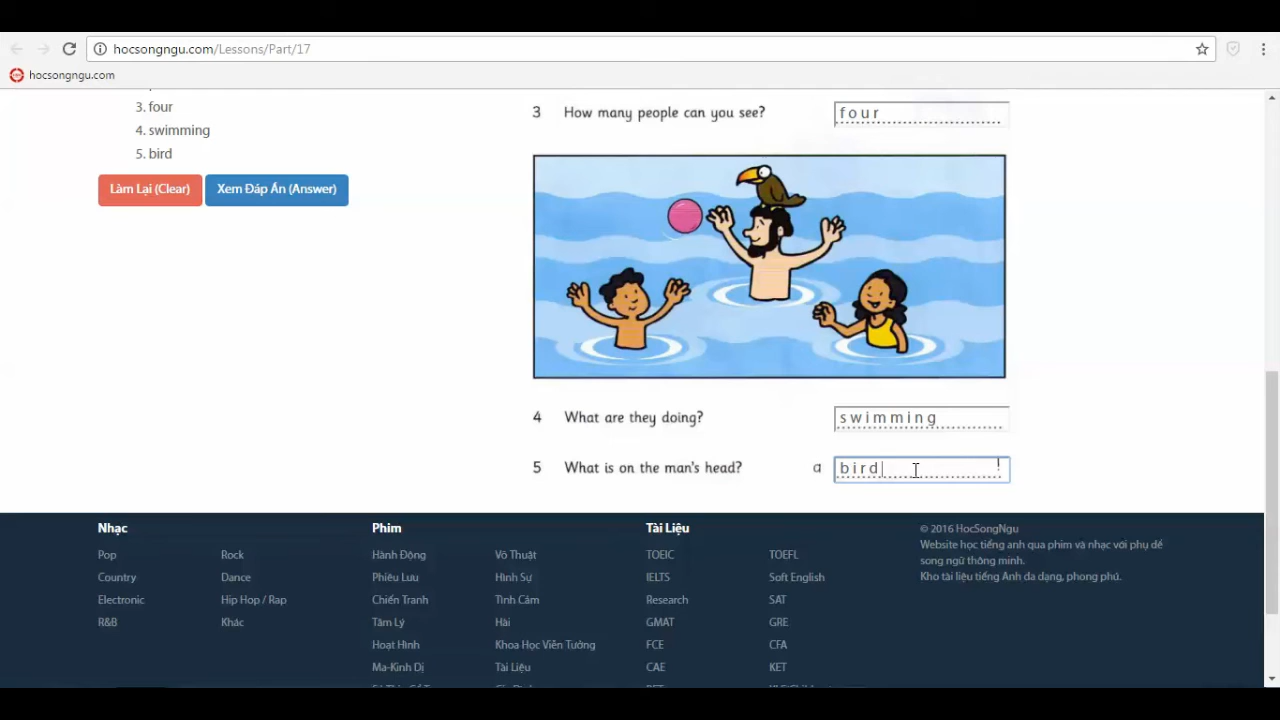 hocsongngu.com/Lessons/Part/17
hocsongngu.com
3. four
4. swimming
5. bird
Làm Lại (Clear)
Xem Đáp Án (Answer)
3 How many people can you see? four
4 What are they doing? swimming
5 What is on the man's head? a bird !
Nhạc
Pop Rock
Country Dance
Electronic Hip Hop / Rap
R&B Khác
Phim
Hành Động Võ Thuật
Phiêu Lưu Hình Sự
Chiến Tranh Tình Cảm
Tâm Lý Hài
Hoạt Hình Khoa Học Viễn Tưởng
Ma-Kinh Dị Tài Liệu
Tài Liệu
TOEIC TOEFL
IELTS Soft English
Research SAT
GMAT GRE
FCE CFA
CAE KET
© 2016 HocSongNgu
Website học tiếng anh qua phim và nhạc với phụ đề
song ngữ thông minh.
Kho tài liệu tiếng Anh đa dạng, phong phú.